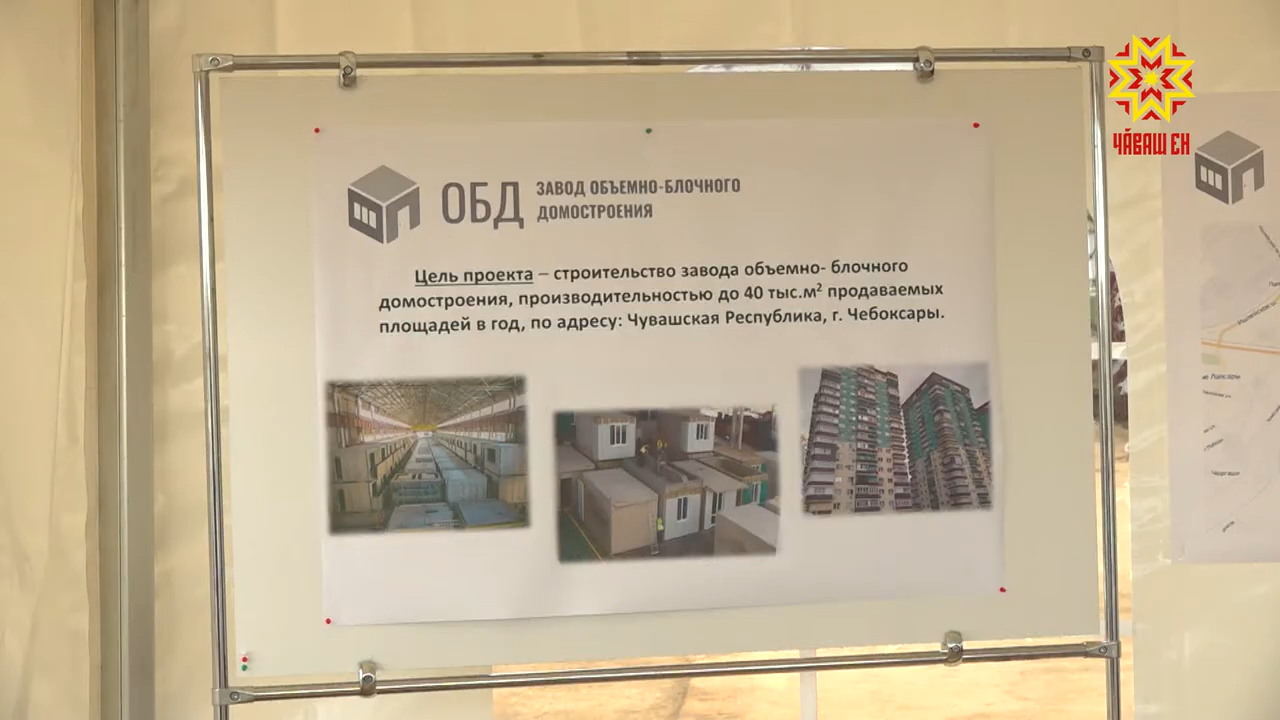 ЧӐВАШ ЕН
ОБД
ЗАВОД ОБЪЕМНО-БЛОЧНОГО
ДОМОСТРОЕНИЯ
Цель проекта – строительство завода объемно- блочного
домостроения, производительностью до 40 тыс.м² продаваемых
площадей в год, по адресу: Чувашская Республика, г. Чебоксары.